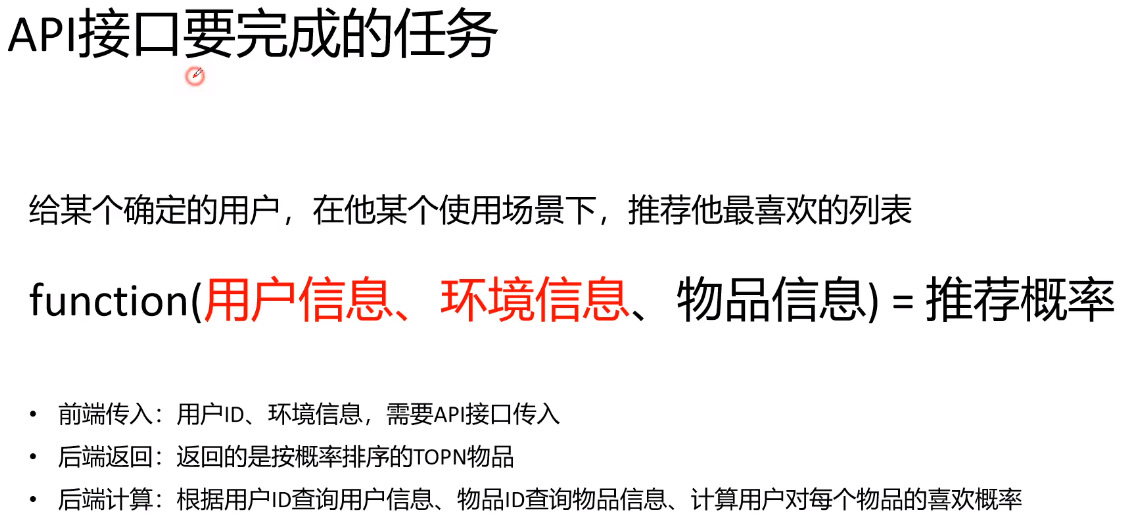 API接口要完成的任务
给某个确定的用户，在他某个使用场景下，推荐他最喜欢的列表
function(用户信息、环境信息、物品信息) = 推荐概率
• 前端传入：用户ID、环境信息，需要API接口传入
• 后端返回：返回的是按概率排序的TOPN物品
• 后端计算：根据用户ID查询用户信息、物品ID查询物品信息、计算用户对每个物品的喜欢概率